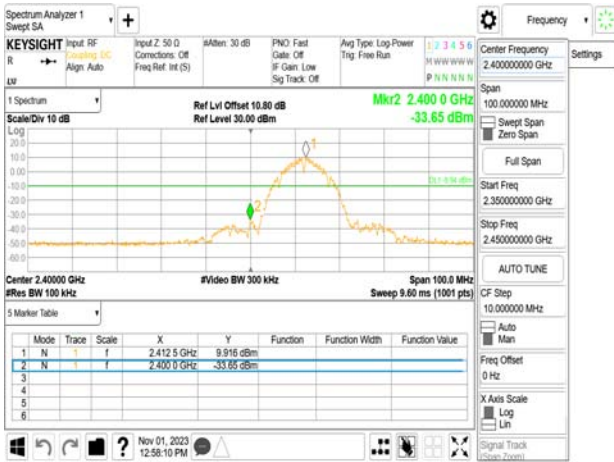 Spectrum Analyzer 1
Swept SA
Frequency
KEYSIGHT
R
Input: RF
Coupling: DC
Align: Auto
Input Z: 50 Ω
Corrections: Off
Freq Ref: Int (S)
#Atten: 30 dB
PNO: Fast
Gate: Off
IF Gain: Low
Sig Track: Off
Avg Type: Log-Power
Trig: Free Run
1 2 3 4 5 6
M W W W W W
P N N N N N
1 Spectrum
Scale/Div 10 dB
Ref Lvl Offset 10.80 dB
Ref Level 30.00 dBm
Mkr2 2.400 0 GHz
-33.65 dBm
Log
20.0
10.0
0.00
-10.0
-20.0
-30.0
-40.0
-50.0
-60.0
1
2
Center 2.40000 GHz
#Res BW 100 kHz
#Video BW 300 kHz
Span 100.0 MHz
Sweep 9.60 ms (1001 pts)
5 Marker Table
Mode Trace Scale X Y Function Function Width Function Value
1 N 1 f 2.412 5 GHz 9.916 dBm
2 N 1 f 2.400 0 GHz -33.65 dBm
3
4
5
6
Nov 01, 2023
12:58:10 PM
Center Frequency
2.400000000 GHz
Settings
Span
100.000000 MHz
Swept Span
Zero Span
Full Span
Start Freq
2.350000000 GHz
Stop Freq
2.450000000 GHz
AUTO TUNE
CF Step
10.000000 MHz
Auto
Man
Freq Offset
0 Hz
X Axis Scale
Log
Lin
Signal Track
(Span Zoom)